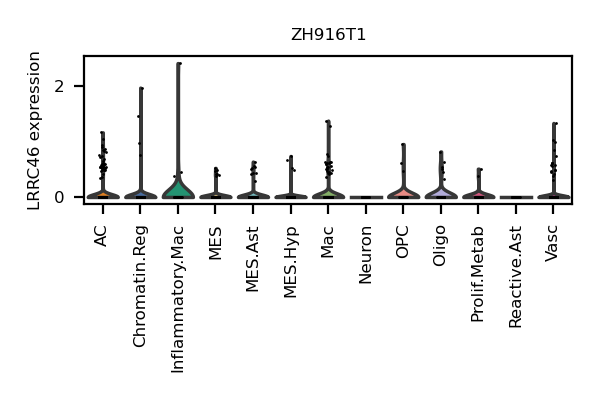 ZH916T1
LRRC46 expression
2
0
AC
Chromatin.Reg
Inflammatory.Mac
MES
MES.Ast
MES.Hyp
Mac
Neuron
OPC
Oligo
Prolif.Metab
Reactive.Ast
Vasc